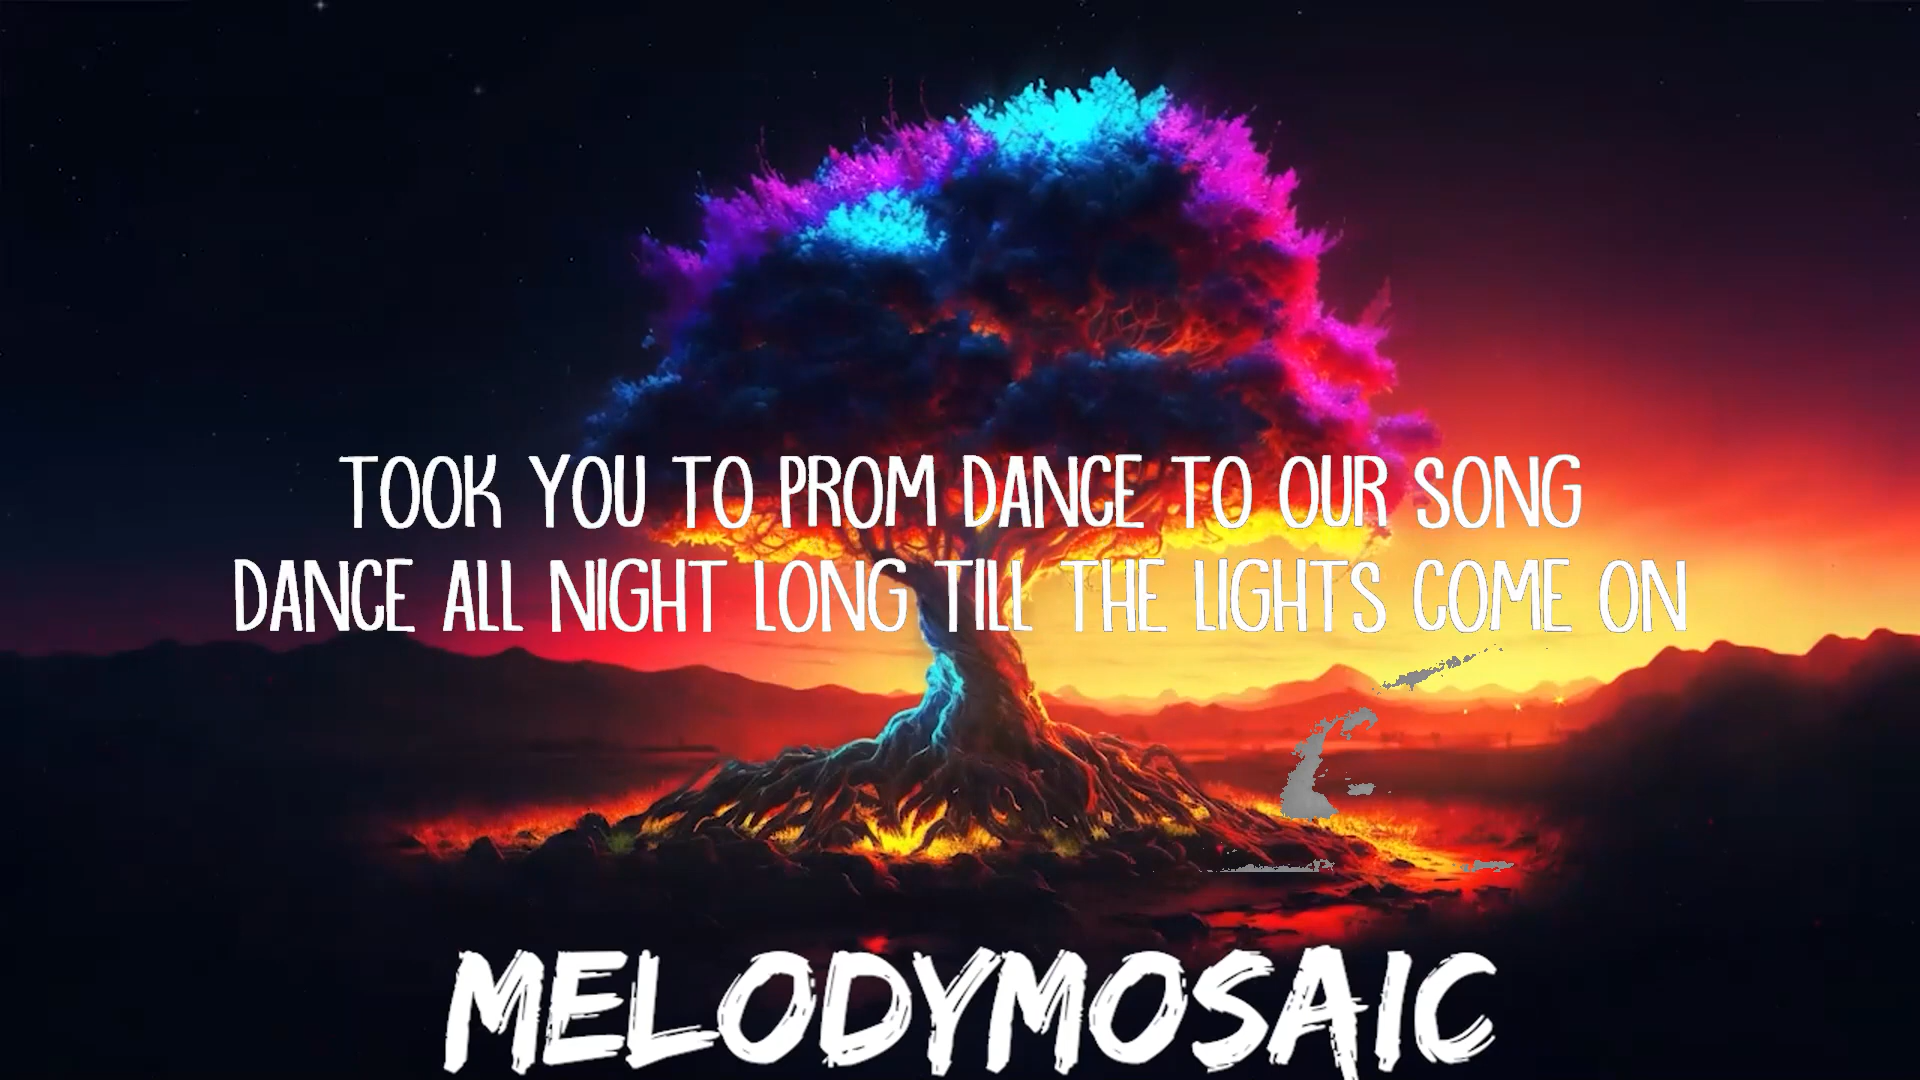 TOOK YOU TO PROM DANCE TO OUR SONG
DANCE ALL NIGHT LONG TILL THE LIGHTS COME ON
MELODYMOSAIC